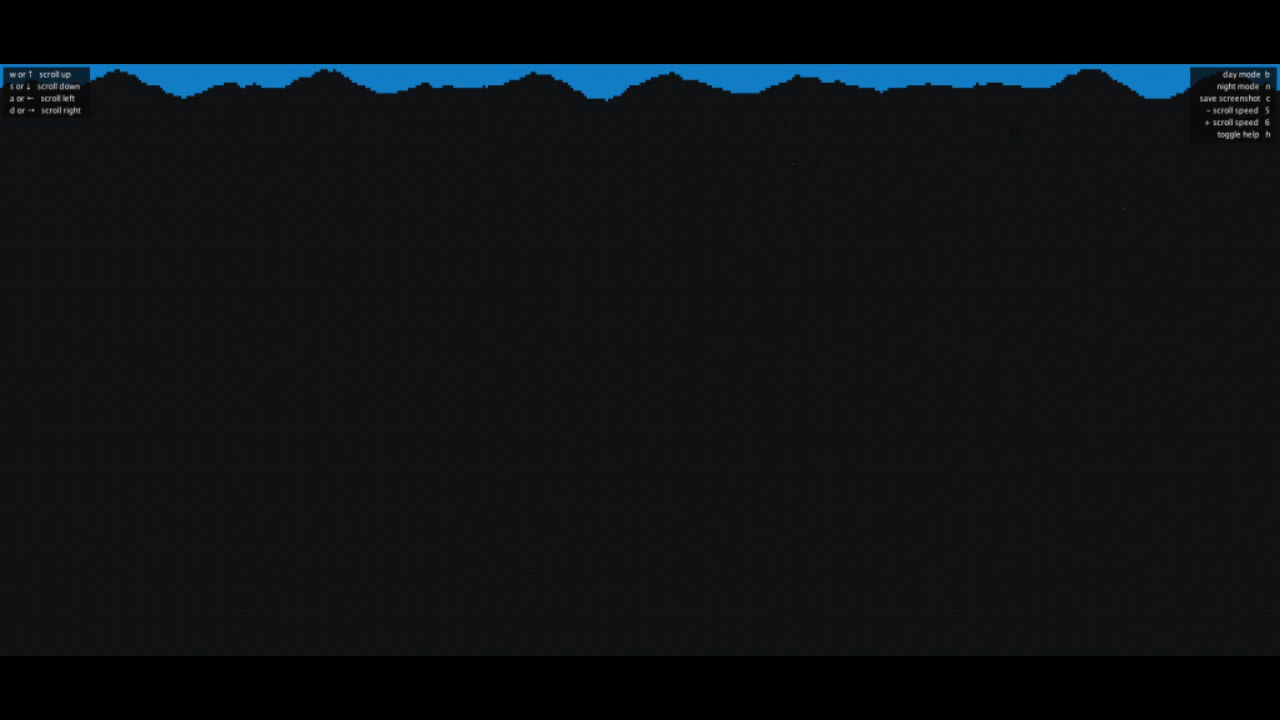 w or ↑ scroll up
s or ↓ scroll down
a or ← scroll left
d or → scroll right
day mode b
night mode n
save screenshot c
- scroll speed 5
+ scroll speed 6
toggle help h